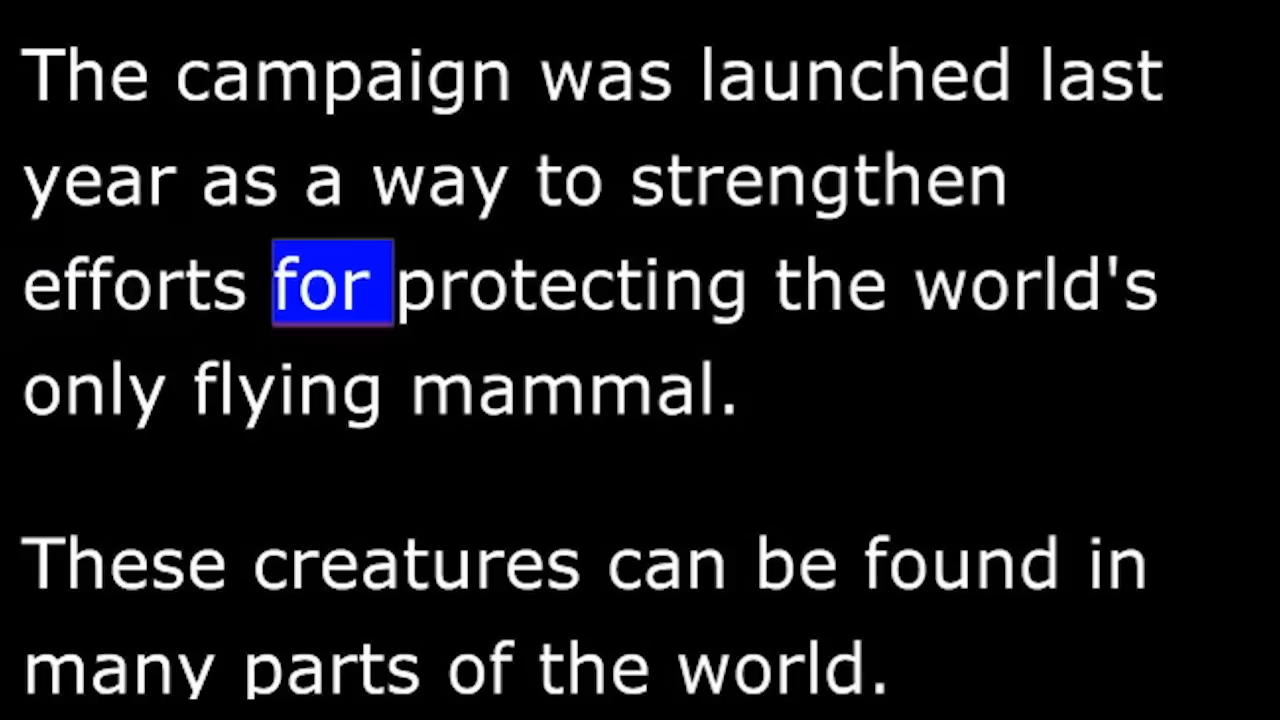 The campaign was launched last
year as a way to strengthen
efforts for protecting the world's
only flying mammal.
These creatures can be found in
many parts of the world.